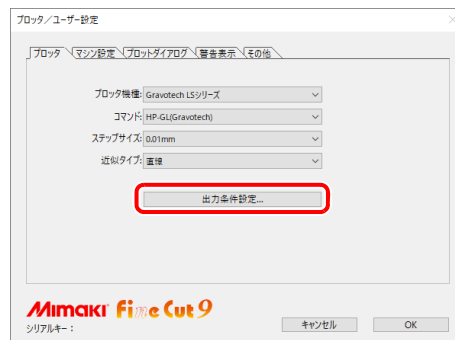 プロッタ／ユーザー設定
プロッタ マシン設定 プロットダイアログ 警告表示 その他
プロッタ機種: Gravotech LSシリーズ
コマンド: HP-GL(Gravotech)
ステップサイズ: 0.01mm
近似タイプ: 直線
出力条件設定...
Mimaki Fine Cut 9
シリアルキー：
キャンセル OK